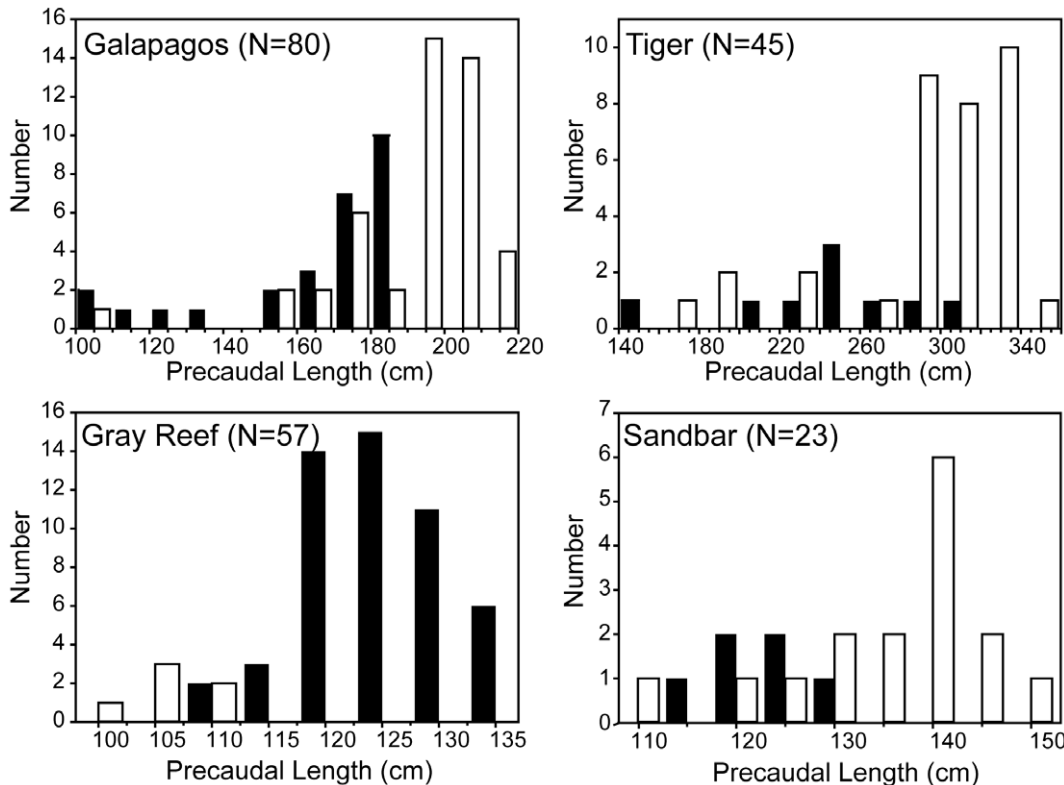 Galapagos (N=80)
16
14
12
10
8
6
4
2
0
Number
100 120 140 160 180 200 220
Precaudal Length (cm)
Tiger (N=45)
10
8
6
4
2
0
Number
140 180 220 260 300 340
Precaudal Length (cm)
Gray Reef (N=57)
16
14
12
10
8
6
4
2
0
Number
100 105 110 115 120 125 130 135
Precaudal Length (cm)
Sandbar (N=23)
7
6
5
4
3
2
1
0
Number
110 120 130 140 150
Precaudal Length (cm)